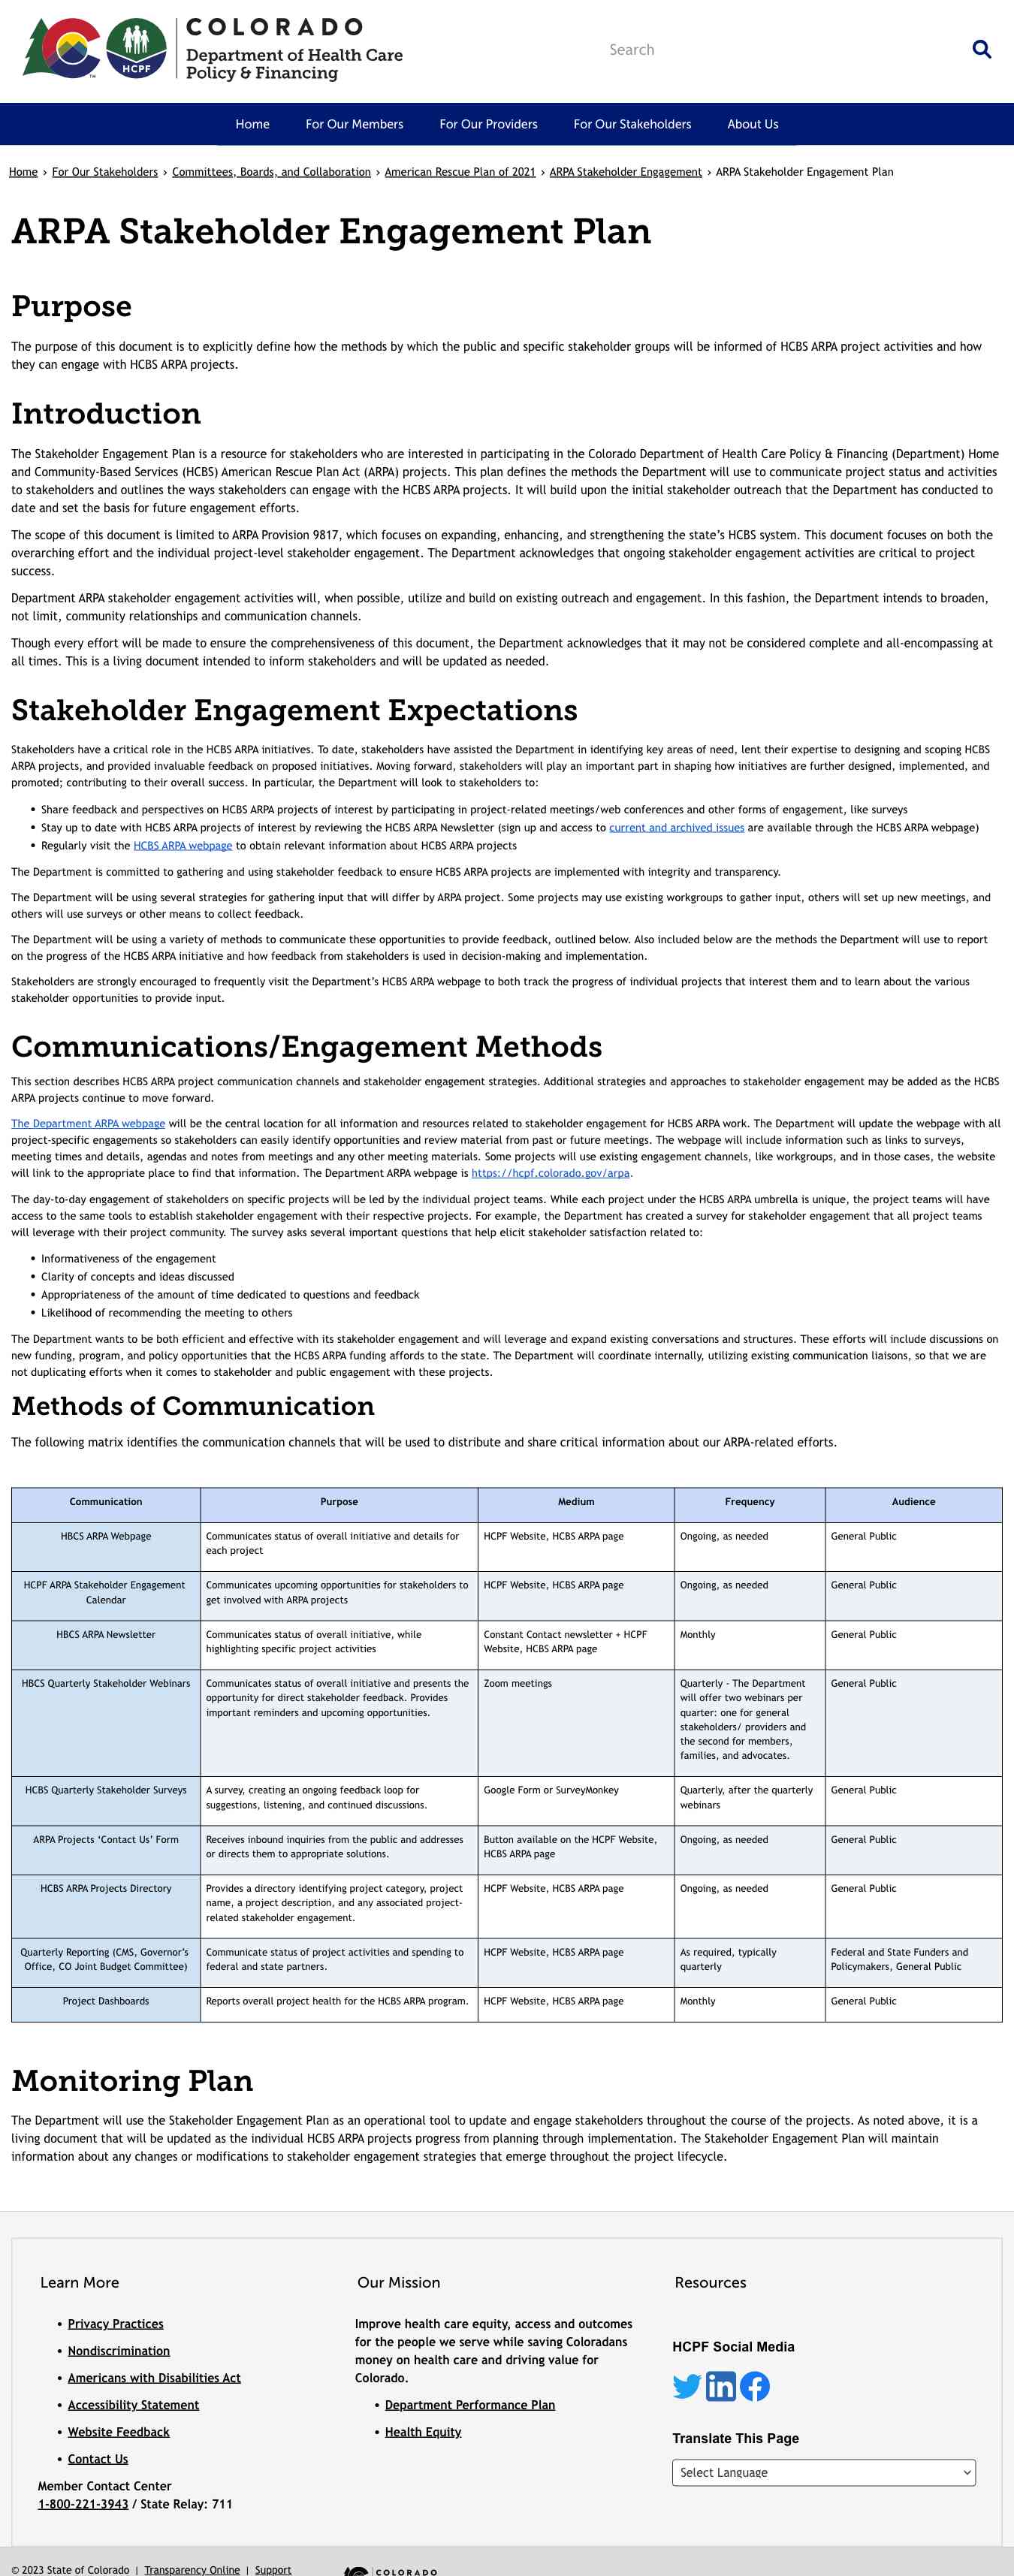 COLORADO
Department of Health Care
Policy & Financing
HCPF
TM
Search
Home
For Our Members
For Our Providers
For Our Stakeholders
About Us
Home › For Our Stakeholders › Committees, Boards, and Collaboration › American Rescue Plan of 2021 › ARPA Stakeholder Engagement › ARPA Stakeholder Engagement Plan
ARPA Stakeholder Engagement Plan
Purpose
The purpose of this document is to explicitly define how the methods by which the public and specific stakeholder groups will be informed of HCBS ARPA project activities and how
they can engage with HCBS ARPA projects.
Introduction
The Stakeholder Engagement Plan is a resource for stakeholders who are interested in participating in the Colorado Department of Health Care Policy & Financing (Department) Home
and Community-Based Services (HCBS) American Rescue Plan Act (ARPA) projects. This plan defines the methods the Department will use to communicate project status and activities
to stakeholders and outlines the ways stakeholders can engage with the HCBS ARPA projects. It will build upon the initial stakeholder outreach that the Department has conducted to
date and set the basis for future engagement efforts.
The scope of this document is limited to ARPA Provision 9817, which focuses on expanding, enhancing, and strengthening the state’s HCBS system. This document focuses on both the
overarching effort and the individual project-level stakeholder engagement. The Department acknowledges that ongoing stakeholder engagement activities are critical to project
success.
Department ARPA stakeholder engagement activities will, when possible, utilize and build on existing outreach and engagement. In this fashion, the Department intends to broaden,
not limit, community relationships and communication channels.
Though every effort will be made to ensure the comprehensiveness of this document, the Department acknowledges that it may not be considered complete and all-encompassing at
all times. This is a living document intended to inform stakeholders and will be updated as needed.
Stakeholder Engagement Expectations
Stakeholders have a critical role in the HCBS ARPA initiatives. To date, stakeholders have assisted the Department in identifying key areas of need, lent their expertise to designing and scoping HCBS
ARPA projects, and provided invaluable feedback on proposed initiatives. Moving forward, stakeholders will play an important part in shaping how initiatives are further designed, implemented, and
promoted; contributing to their overall success. In particular, the Department will look to stakeholders to:
• Share feedback and perspectives on HCBS ARPA projects of interest by participating in project-related meetings/web conferences and other forms of engagement, like surveys
• Stay up to date with HCBS ARPA projects of interest by reviewing the HCBS ARPA Newsletter (sign up and access to current and archived issues are available through the HCBS ARPA webpage)
• Regularly visit the HCBS ARPA webpage to obtain relevant information about HCBS ARPA projects
The Department is committed to gathering and using stakeholder feedback to ensure HCBS ARPA projects are implemented with integrity and transparency.
The Department will be using several strategies for gathering input that will differ by ARPA project. Some projects may use existing workgroups to gather input, others will set up new meetings, and
others will use surveys or other means to collect feedback.
The Department will be using a variety of methods to communicate these opportunities to provide feedback, outlined below. Also included below are the methods the Department will use to report
on the progress of the HCBS ARPA initiative and how feedback from stakeholders is used in decision-making and implementation.
Stakeholders are strongly encouraged to frequently visit the Department’s HCBS ARPA webpage to both track the progress of individual projects that interest them and to learn about the various
stakeholder opportunities to provide input.
Communications/Engagement Methods
This section describes HCBS ARPA project communication channels and stakeholder engagement strategies. Additional strategies and approaches to stakeholder engagement may be added as the HCBS
ARPA projects continue to move forward.
The Department ARPA webpage will be the central location for all information and resources related to stakeholder engagement for HCBS ARPA work. The Department will update the webpage with all
project-specific engagements so stakeholders can easily identify opportunities and review material from past or future meetings. The webpage will include information such as links to surveys,
meeting times and details, agendas and notes from meetings and any other meeting materials. Some projects will use existing engagement channels, like workgroups, and in those cases, the website
will link to the appropriate place to find that information. The Department ARPA webpage is https://hcpf.colorado.gov/arpa.
The day-to-day engagement of stakeholders on specific projects will be led by the individual project teams. While each project under the HCBS ARPA umbrella is unique, the project teams will have
access to the same tools to establish stakeholder engagement with their respective projects. For example, the Department has created a survey for stakeholder engagement that all project teams
will leverage with their project community. The survey asks several important questions that help elicit stakeholder satisfaction related to:
• Informativeness of the engagement
• Clarity of concepts and ideas discussed
• Appropriateness of the amount of time dedicated to questions and feedback
• Likelihood of recommending the meeting to others
The Department wants to be both efficient and effective with its stakeholder engagement and will leverage and expand existing conversations and structures. These efforts will include discussions on
new funding, program, and policy opportunities that the HCBS ARPA funding affords to the state. The Department will coordinate internally, utilizing existing communication liaisons, so that we are
not duplicating efforts when it comes to stakeholder and public engagement with these projects.
Methods of Communication
The following matrix identifies the communication channels that will be used to distribute and share critical information about our ARPA-related efforts.
Communication
Purpose
Medium
Frequency
Audience
HBCS ARPA Webpage
Communicates status of overall initiative and details for
each project
HCPF Website, HCBS ARPA page
Ongoing, as needed
General Public
HCPF ARPA Stakeholder Engagement
Calendar
Communicates upcoming opportunities for stakeholders to
get involved with ARPA projects
HCPF Website, HCBS ARPA page
Ongoing, as needed
General Public
HBCS ARPA Newsletter
Communicates status of overall initiative, while
highlighting specific project activities
Constant Contact newsletter + HCPF
Website, HCBS ARPA page
Monthly
General Public
HBCS Quarterly Stakeholder Webinars
Communicates status of overall initiative and presents the
opportunity for direct stakeholder feedback. Provides
important reminders and upcoming opportunities.
Zoom meetings
Quarterly - The Department
will offer two webinars per
quarter: one for general
stakeholders/ providers and
the second for members,
families, and advocates.
General Public
HCBS Quarterly Stakeholder Surveys
A survey, creating an ongoing feedback loop for
suggestions, listening, and continued discussions.
Google Form or SurveyMonkey
Quarterly, after the quarterly
webinars
General Public
ARPA Projects ‘Contact Us’ Form
Receives inbound inquiries from the public and addresses
or directs them to appropriate solutions.
Button available on the HCPF Website,
HCBS ARPA page
Ongoing, as needed
General Public
HCBS ARPA Projects Directory
Provides a directory identifying project category, project
name, a project description, and any associated project-
related stakeholder engagement.
HCPF Website, HCBS ARPA page
Ongoing, as needed
General Public
Quarterly Reporting (CMS, Governor’s
Office, CO Joint Budget Committee)
Communicate status of project activities and spending to
federal and state partners.
HCPF Website, HCBS ARPA page
As required, typically
quarterly
Federal and State Funders and
Policymakers, General Public
Project Dashboards
Reports overall project health for the HCBS ARPA program.
HCPF Website, HCBS ARPA page
Monthly
General Public
Monitoring Plan
The Department will use the Stakeholder Engagement Plan as an operational tool to update and engage stakeholders throughout the course of the projects. As noted above, it is a
living document that will be updated as the individual HCBS ARPA projects progress from planning through implementation. The Stakeholder Engagement Plan will maintain
information about any changes or modifications to stakeholder engagement strategies that emerge throughout the project lifecycle.
Learn More
• Privacy Practices
• Nondiscrimination
• Americans with Disabilities Act
• Accessibility Statement
• Website Feedback
• Contact Us
Member Contact Center
1-800-221-3943 / State Relay: 711
Our Mission
Improve health care equity, access and outcomes
for the people we serve while saving Coloradans
money on health care and driving value for
Colorado.
• Department Performance Plan
• Health Equity
Resources
HCPF Social Media
Translate This Page
Select Language
© 2023 State of Colorado | Transparency Online | Support
COLORADO